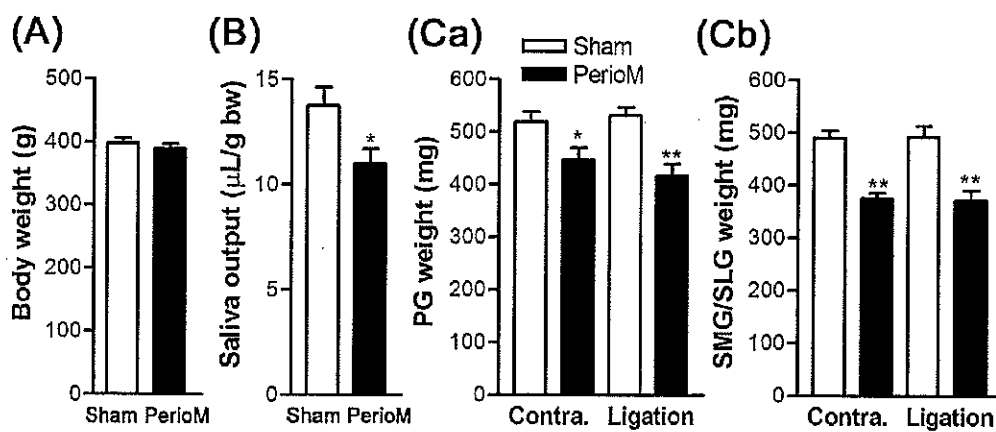 (A)
(B)
(Ca)
(Cb)
Sham
PerioM
Body weight (g)
500
400
300
200
100
0
Sham PerioM
Saliva output (μL/g bw)
15
10
5
0
*
Sham PerioM
PG weight (mg)
600
500
400
300
200
100
0
*
**
Contra. Ligation
SMG/SLG weight (mg)
600
500
400
300
200
100
0
**
**
Contra. Ligation